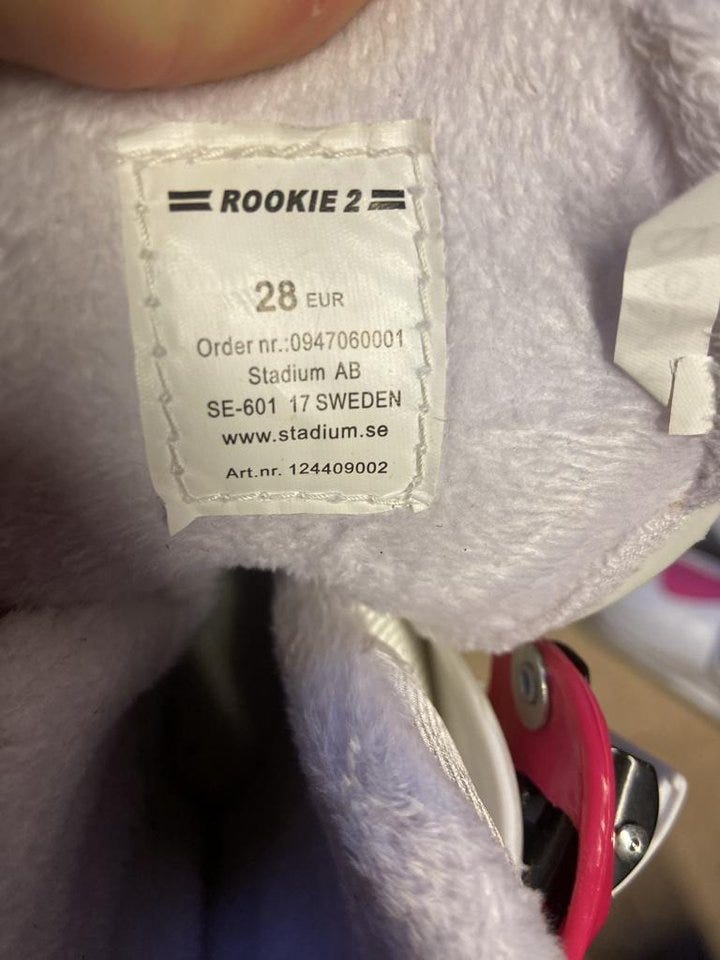 ROOKIE 2
28 EUR
Order nr.:0947060001
Stadium AB
SE-601 17 SWEDEN
www.stadium.se
Art.nr. 124409002